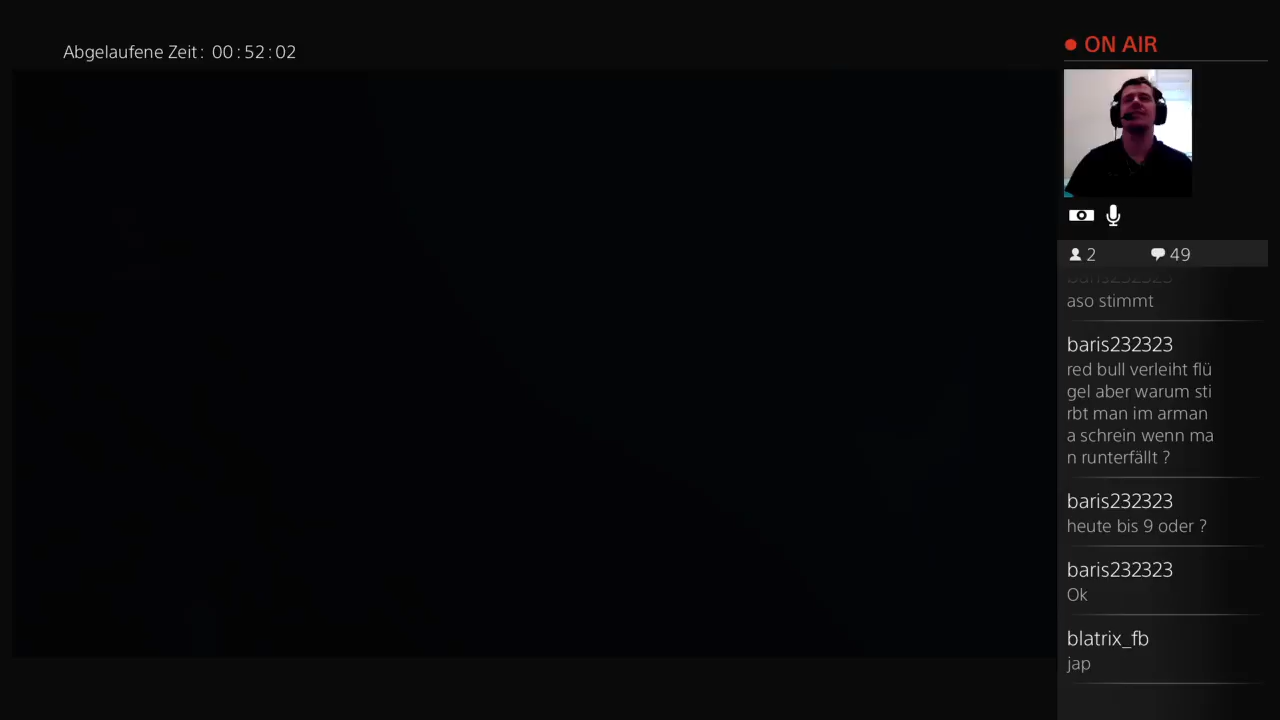 Abgelaufene Zeit: 00:52:02
ON AIR
2 49
baris232323
aso stimmt
baris232323
red bull verleiht flü
gel aber warum sti
rbt man im arman
a schrein wenn ma
n runterfällt ?
baris232323
heute bis 9 oder ?
baris232323
Ok
blatrix_fb
jap